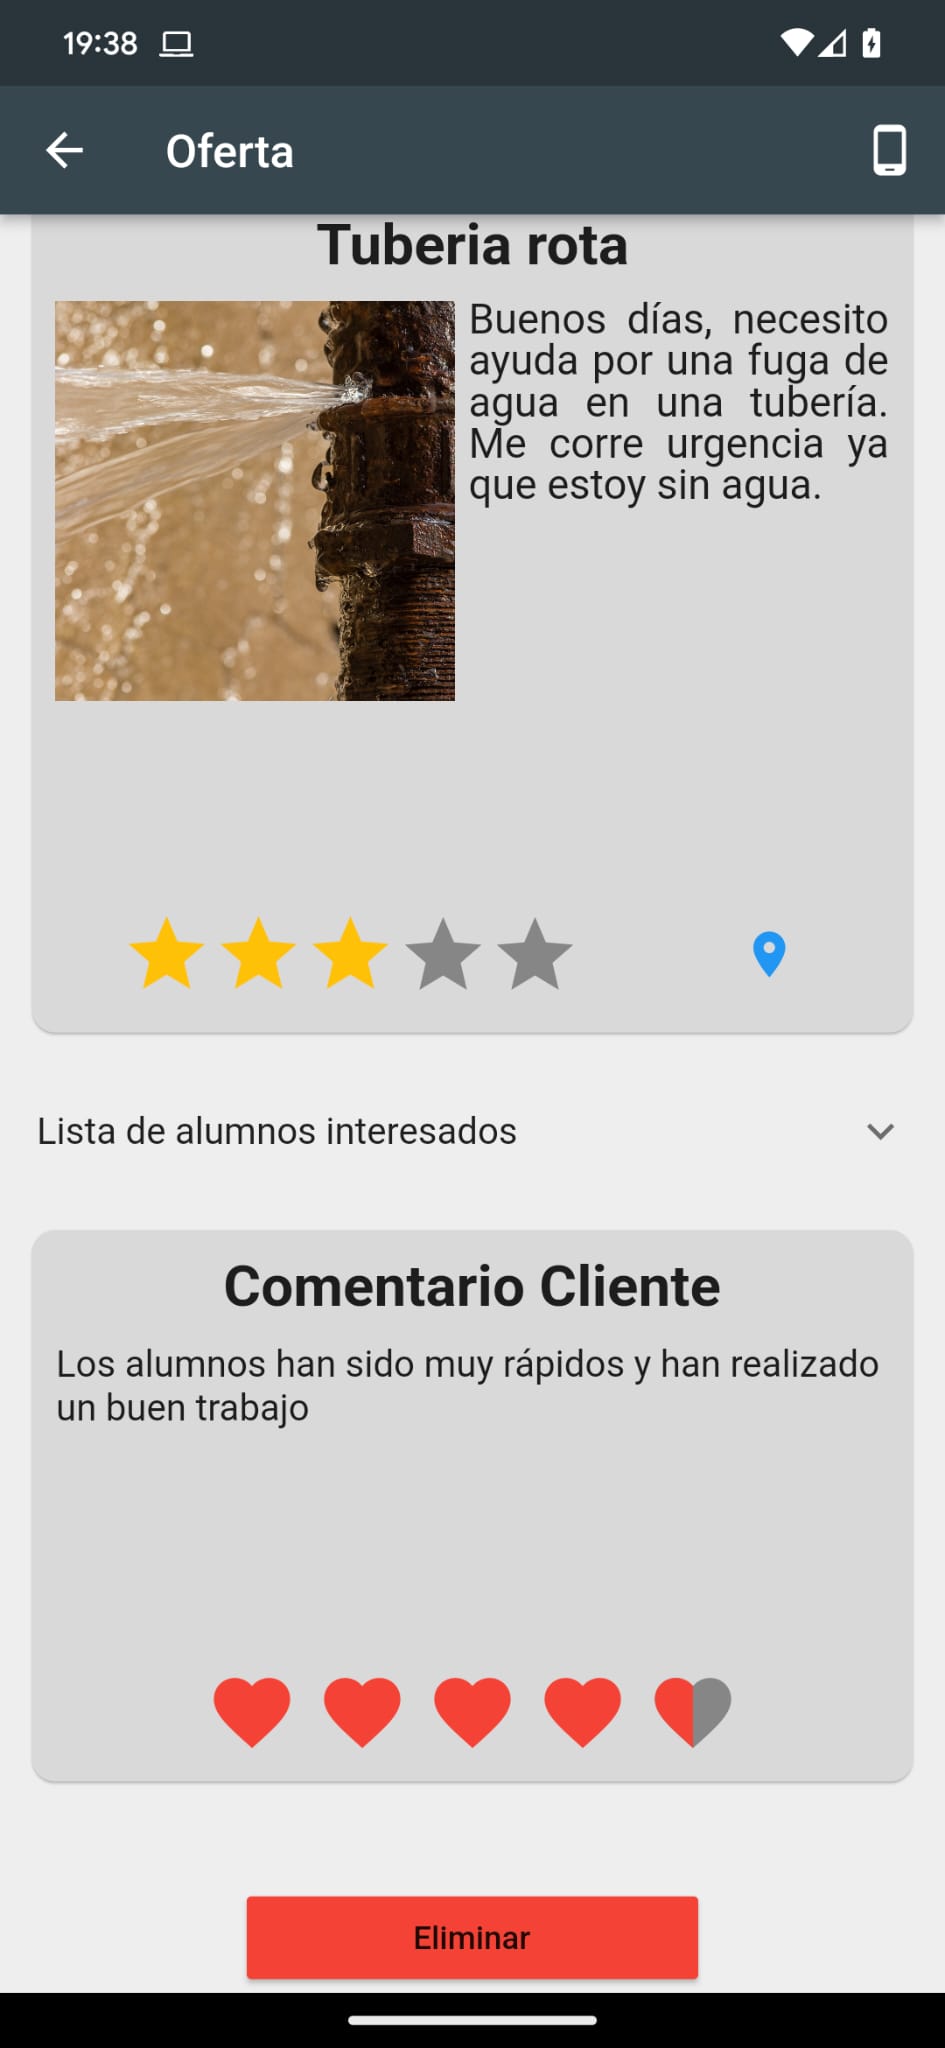 19:38
Oferta
Tuberia rota
Buenos días, necesito
ayuda por una fuga de
agua en una tubería.
Me corre urgencia ya
que estoy sin agua.
Lista de alumnos interesados
Comentario Cliente
Los alumnos han sido muy rápidos y han realizado
un buen trabajo
Eliminar